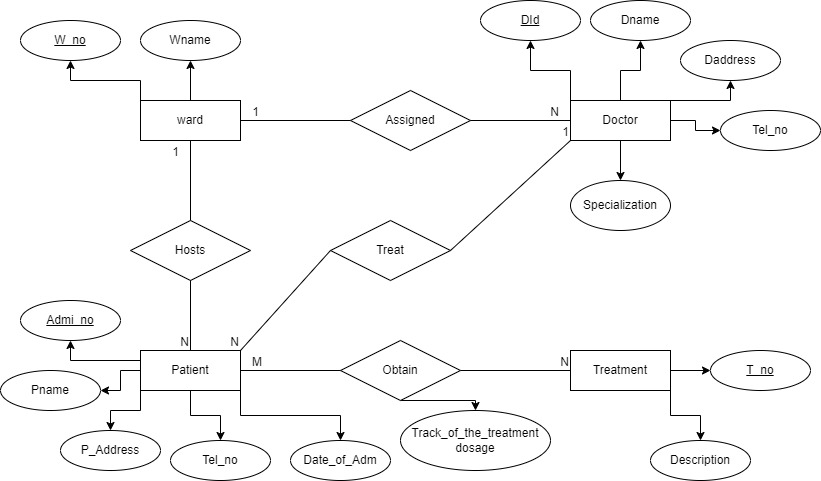 DId
Dname
W_no
Wname
Daddress
ward
1
Assigned
N
Doctor
Tel_no
1
1
Specialization
Hosts
Treat
Admi_no
N
N
Patient
M
Obtain
N
Treatment
T_no
Pname
Track_of_the_treatment
dosage
P_Address
Tel_no
Date_of_Adm
Description